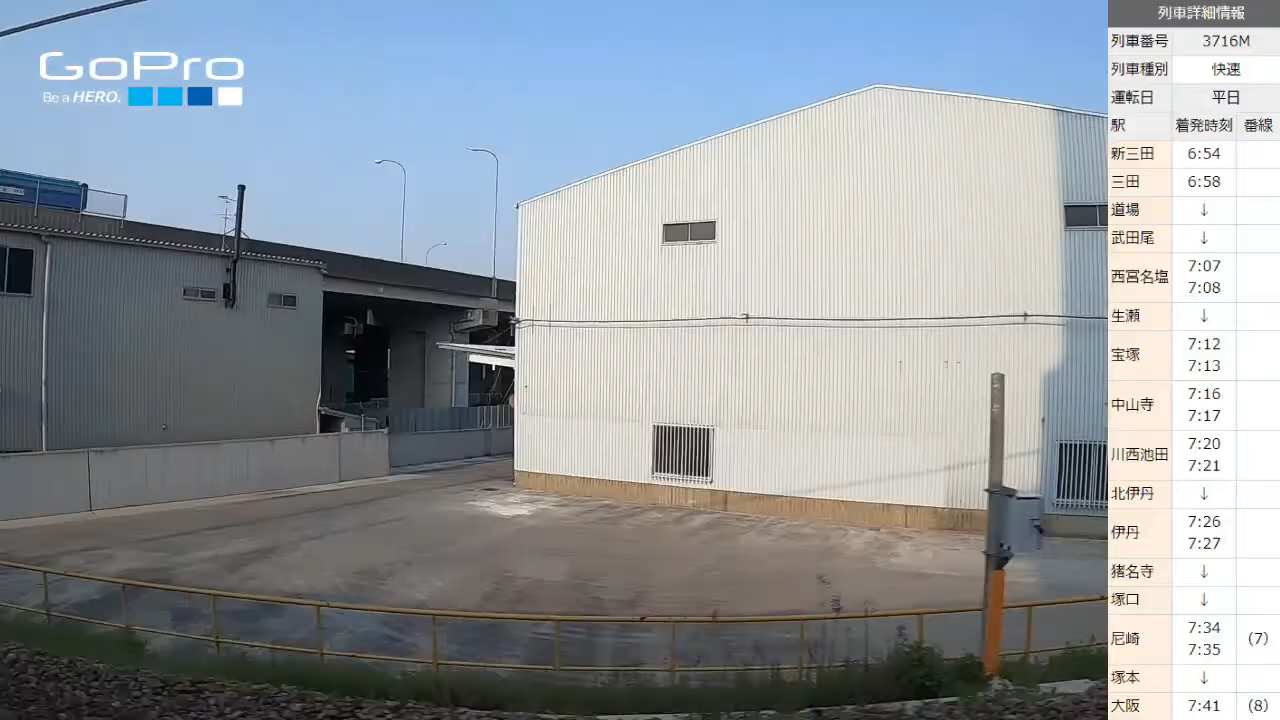 GoPro
Be a HERO.
列車詳細情報
列車番号 3716M
列車種別 快速
運転日 平日
駅 着発時刻 番線
新三田 6:54
三田 6:58
道場 ↓
武田尾 ↓
西宮名塩 7:07
7:08
生瀬 ↓
宝塚 7:12
7:13
中山寺 7:16
7:17
川西池田 7:20
7:21
北伊丹 ↓
伊丹 7:26
7:27
猪名寺 ↓
塚口 ↓
尼崎 7:34 (7)
7:35
塚本 ↓
大阪 7:41 (8)